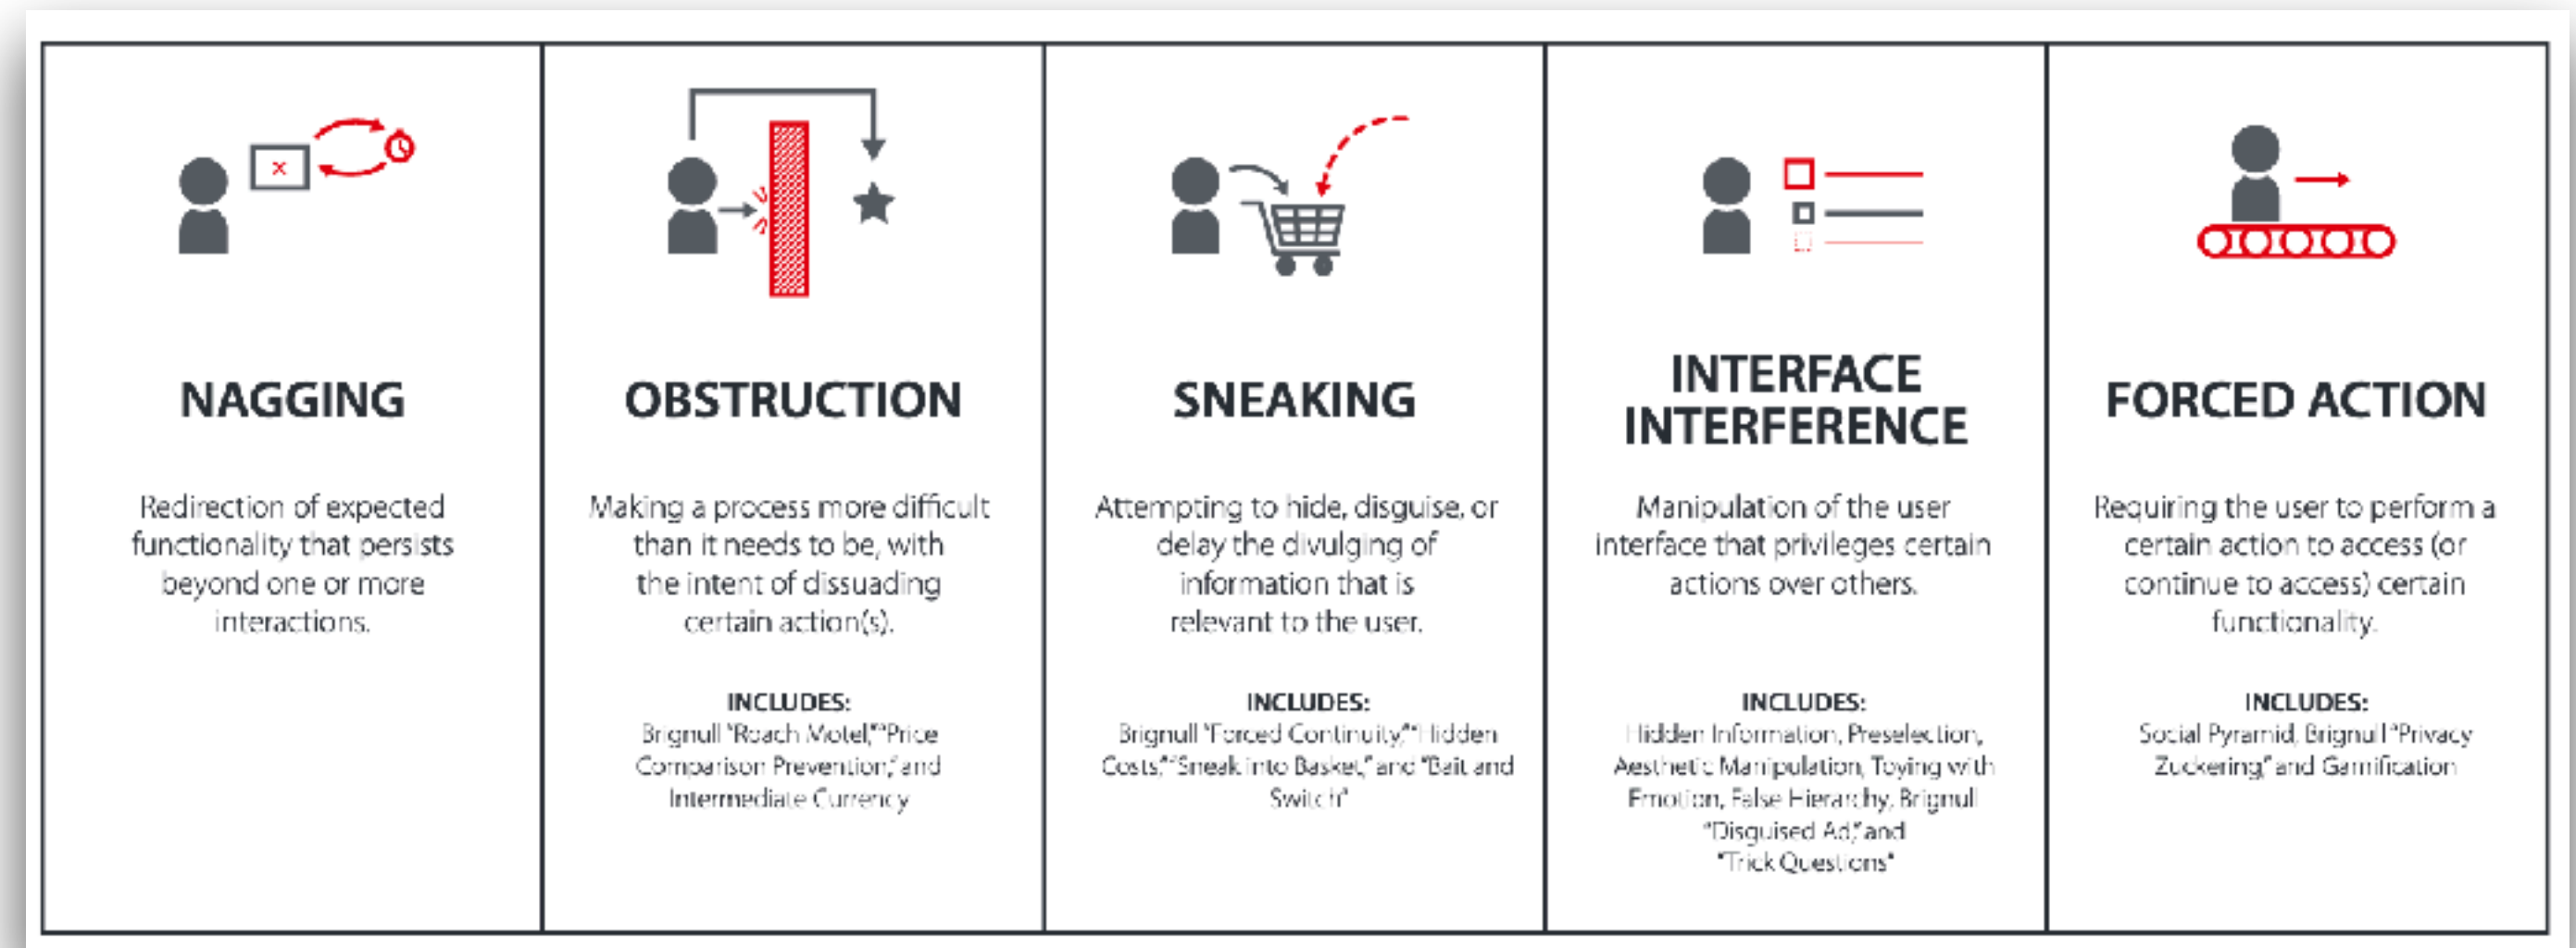 NAGGING
Redirection of expected
functionality that persists
beyond one or more
interactions.
OBSTRUCTION
Making a process more difficult
than it needs to be, with
the intent of dissuading
certain action(s).
INCLUDES:
Brignull “Roach Motel,” “Price
Comparison Prevention,” and
Intermediate Currency
SNEAKING
Attempting to hide, disguise, or
delay the divulging of
information that is
relevant to the user.
INCLUDES:
Brignull “Forced Continuity,” “Hidden
Costs,” “Sneak into Basket,” and “Bait and
Switch”
INTERFACE
INTERFERENCE
Manipulation of the user
interface that privileges certain
actions over others.
INCLUDES:
Hidden Information, Preselection,
Aesthetic Manipulation, Toying with
Emotion, False Hierarchy, Brignull
“Disguised Ad,” and
“Trick Questions”
FORCED ACTION
Requiring the user to perform a
certain action to access (or
continue to access) certain
functionality.
INCLUDES:
Social Pyramid, Brignull “Privacy
Zuckering,” and Gamification